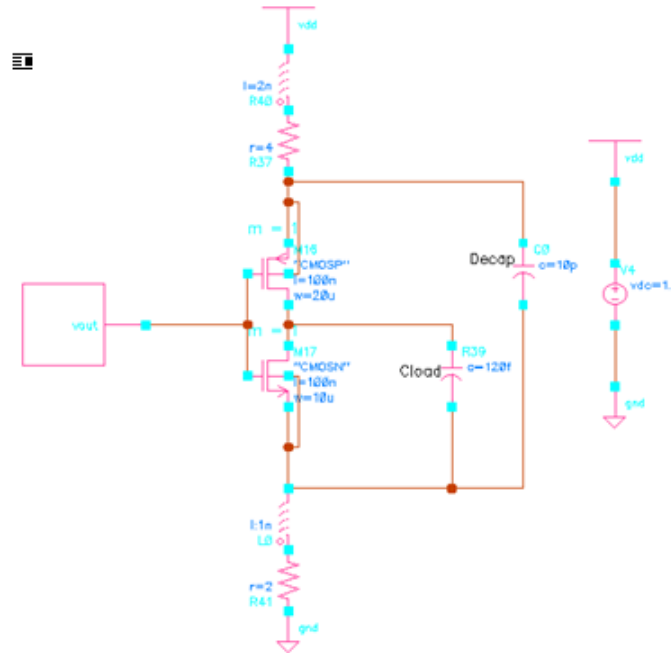 vdd
l=2n
R40
r=4
R37
vdd
m = 1
M16
C0
"CMOSP"
Decap
c=10p
l=100n
V4
w=20u
vdc=1.
vout
m = 1
M17
R39
"CMOSN"
c=120f
Cload
l=100n
w=10u
gnd
l:1n
L0
r=2
R41
gnd